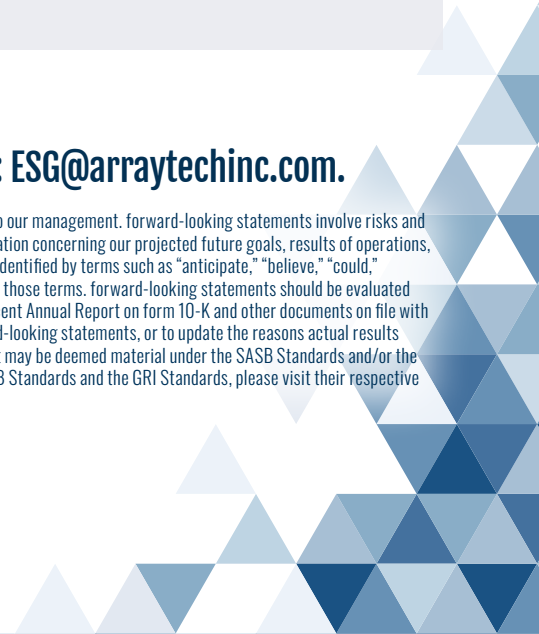 : ESG@arraytechinc.com.
o our management. forward-looking statements involve risks and
ation concerning our projected future goals, results of operations,
dentified by terms such as “anticipate,” “believe,” “could,”
those terms. forward-looking statements should be evaluated
ent Annual Report on form 10-K and other documents on file with
d-looking statements, or to update the reasons actual results
t may be deemed material under the SASB Standards and/or the
B Standards and the GRI Standards, please visit their respective